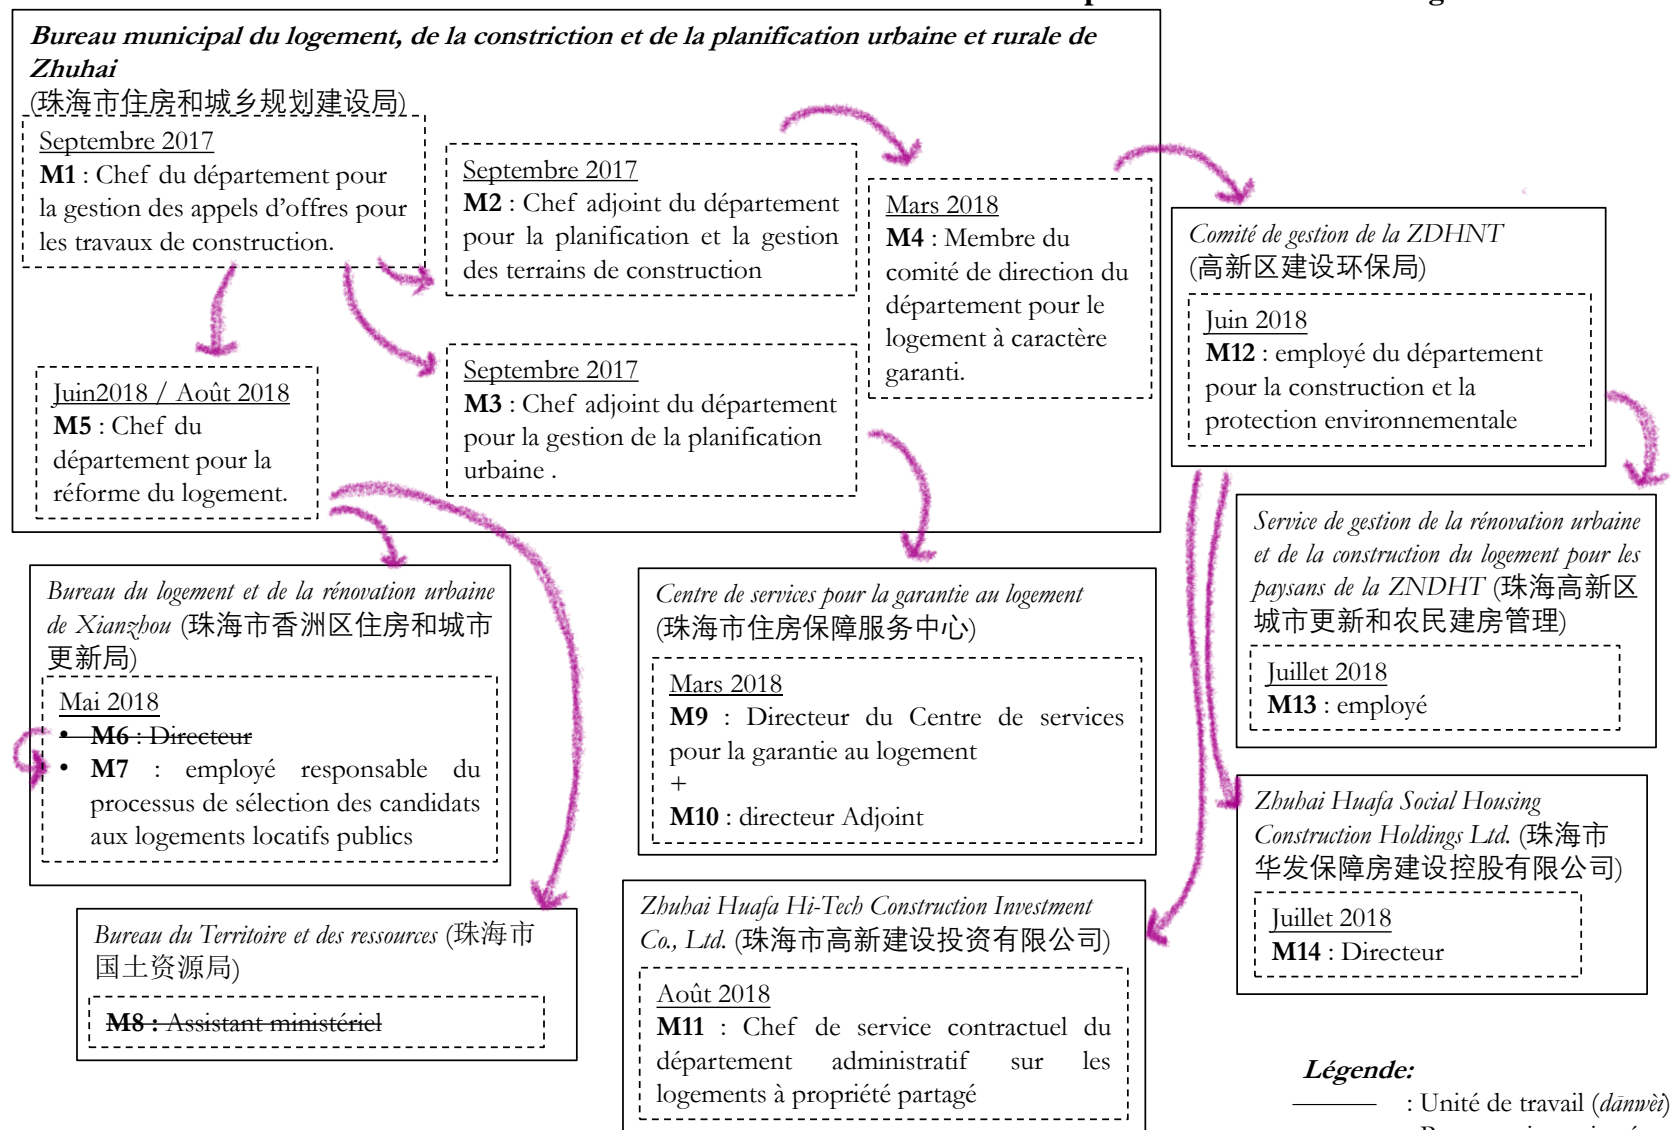 Bureau municipal du logement, de la constriction et de la planification urbaine et rurale de
Zhuhai
(珠海市住房和城乡规划建设局)
Septembre 2017
M1 : Chef du département pour
la gestion des appels d'offres pour
les travaux de construction.
Septembre 2017
M2 : Chef adjoint du département
pour la planification et la gestion
des terrains de construction
Mars 2018
M4 : Membre du
comité de direction du
département pour le
logement à caractère
garanti.
Juin2018 / Août 2018
M5 : Chef du
département pour la
réforme du logement.
Septembre 2017
M3 : Chef adjoint du département
pour la gestion de la planification
urbaine .
Comité de gestion de la ZDHNT
(高新区建设环保局)
Juin 2018
M12 : employé du département
pour la construction et la
protection environnementale
Service de gestion de la rénovation urbaine
et de la construction du logement pour les
paysans de la ZNDHT (珠海高新区
城市更新和农民建房管理)
Juillet 2018
M13 : employé
Bureau du logement et de la rénovation urbaine
de Xianzhou (珠海市香洲区住房和城市
更新局)
Mai 2018
• M6 : Directeur
• M7 : employé responsable du
processus de sélection des candidats
aux logements locatifs publics
Centre de services pour la garantie au logement
(珠海市住房保障服务中心)
Mars 2018
M9 : Directeur du Centre de services
pour la garantie au logement
+
M10 : directeur Adjoint
Zhuhai Huafa Social Housing
Construction Holdings Ltd. (珠海市
华发保障房建设控股有限公司)
Juillet 2018
M14 : Directeur
Bureau du Territoire et des ressources (珠海市
国土资源局)
M8 : Assistant ministériel
Zhuhai Huafa Hi-Tech Construction Investment
Co., Ltd. (珠海市高新建设投资有限公司)
Août 2018
M11 : Chef de service contractuel du
département administratif sur les
logements à propriété partagé
Légende:
: Unité de travail (dānwèi)